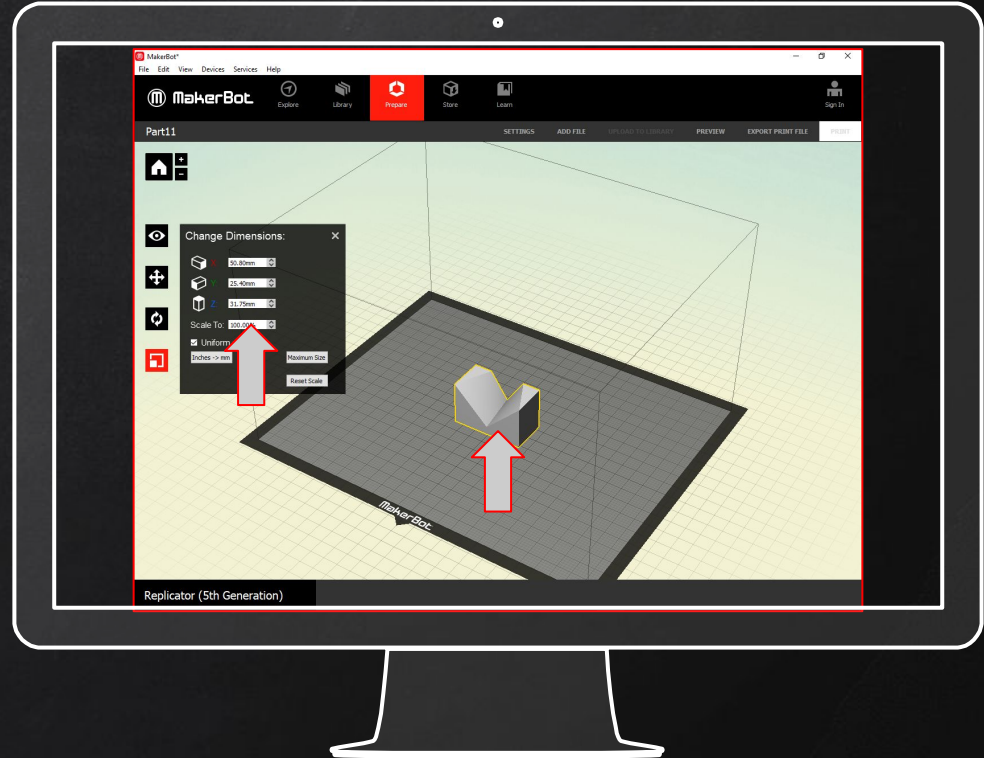 MakerBot*
File Edit View Devices Services Help
MakerBot
Explore
Library
Prepare
Store
Learn
Sign In
Part11
SETTINGS ADD FILE UPLOAD TO LIBRARY PREVIEW EXPORT PRINT FILE PRINT
Change Dimensions:
X 50.80mm
Y 25.40mm
Z 31.75mm
Scale To: 100.00%
Uniform
Inches -> mm
Maximum Size
Reset Scale
MakerBot
Replicator (5th Generation)